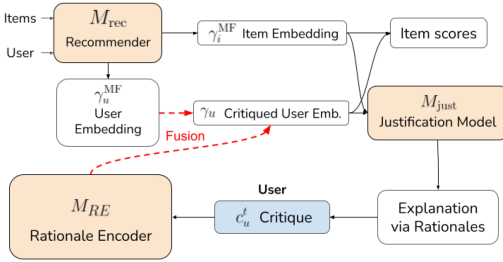 Items
User
M_rec
Recommender
γ_i^MF Item Embedding
Item scores
γ_u^MF
User
Embedding
γ_u Critiqued User Emb.
Fusion
M_just
Justification Model
M_RE
Rationale Encoder
User
c_u^t Critique
Explanation
via Rationales